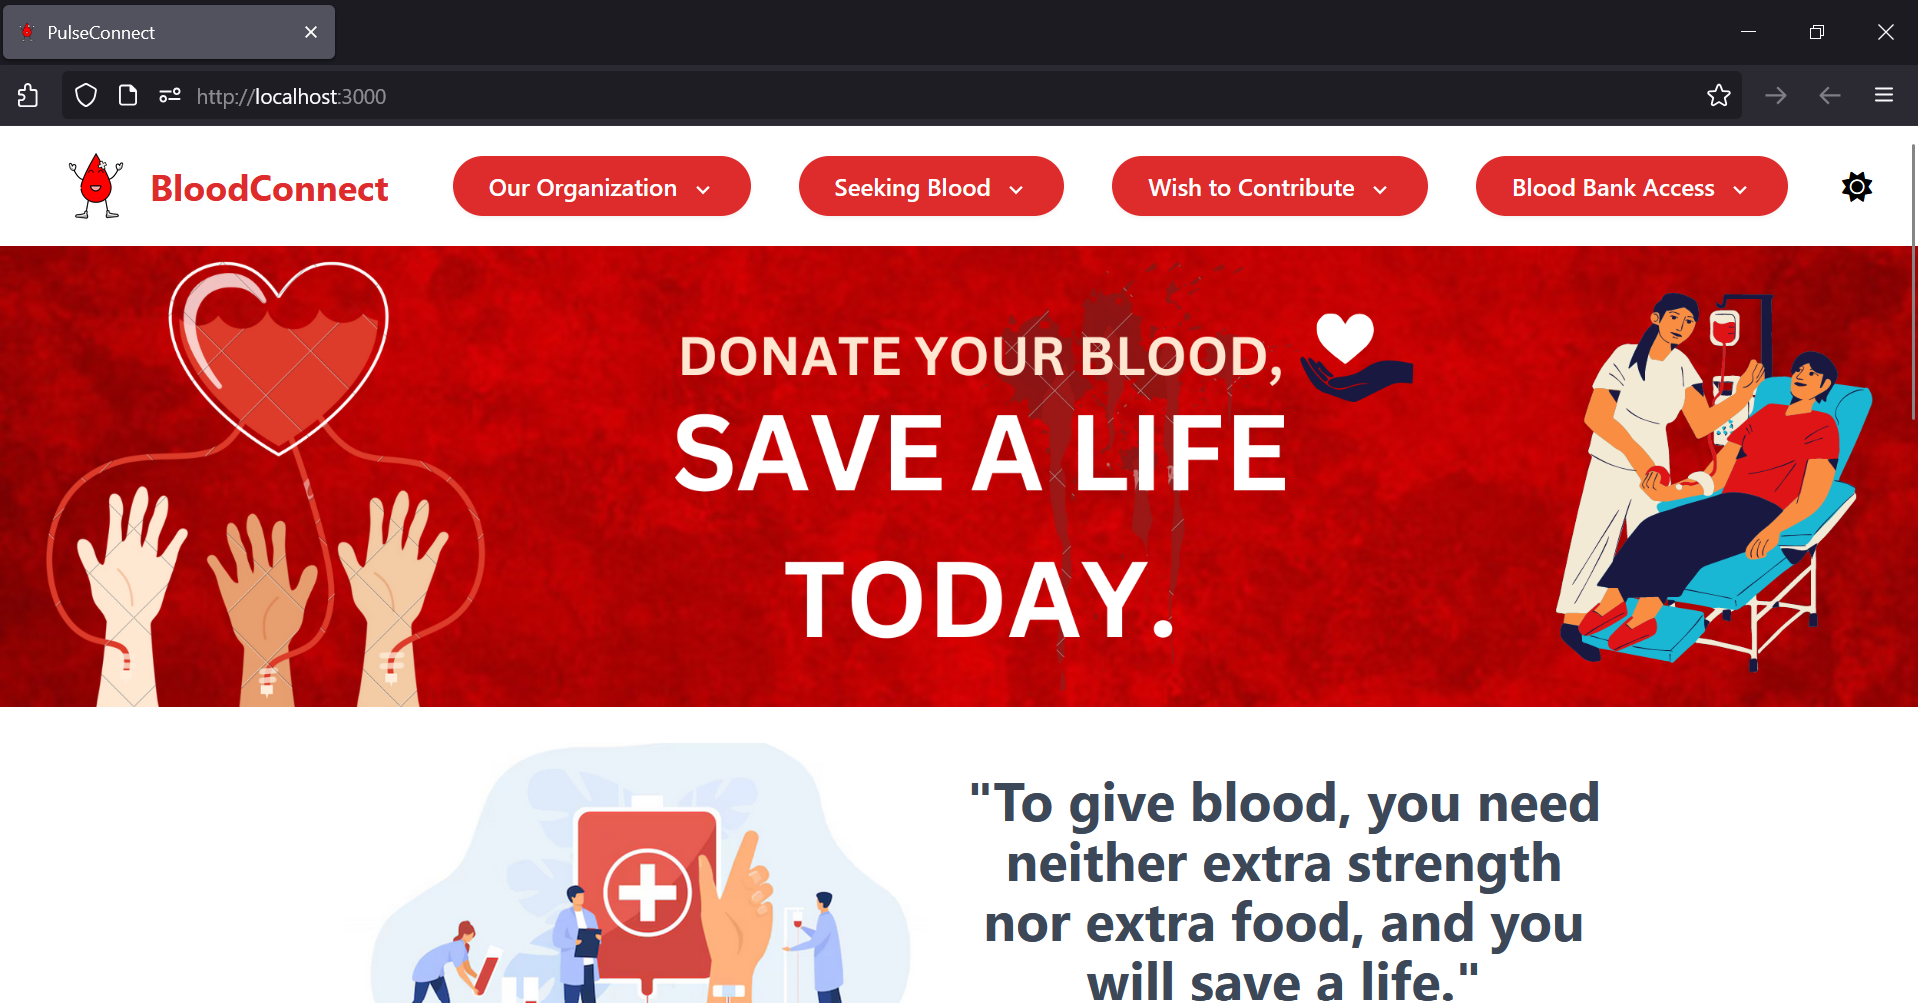 PulseConnect
http://localhost:3000
BloodConnect
Our Organization
Seeking Blood
Wish to Contribute
Blood Bank Access
DONATE YOUR BLOOD,
SAVE A LIFE
TODAY.
"To give blood, you need
neither extra strength
nor extra food, and you
will save a life."